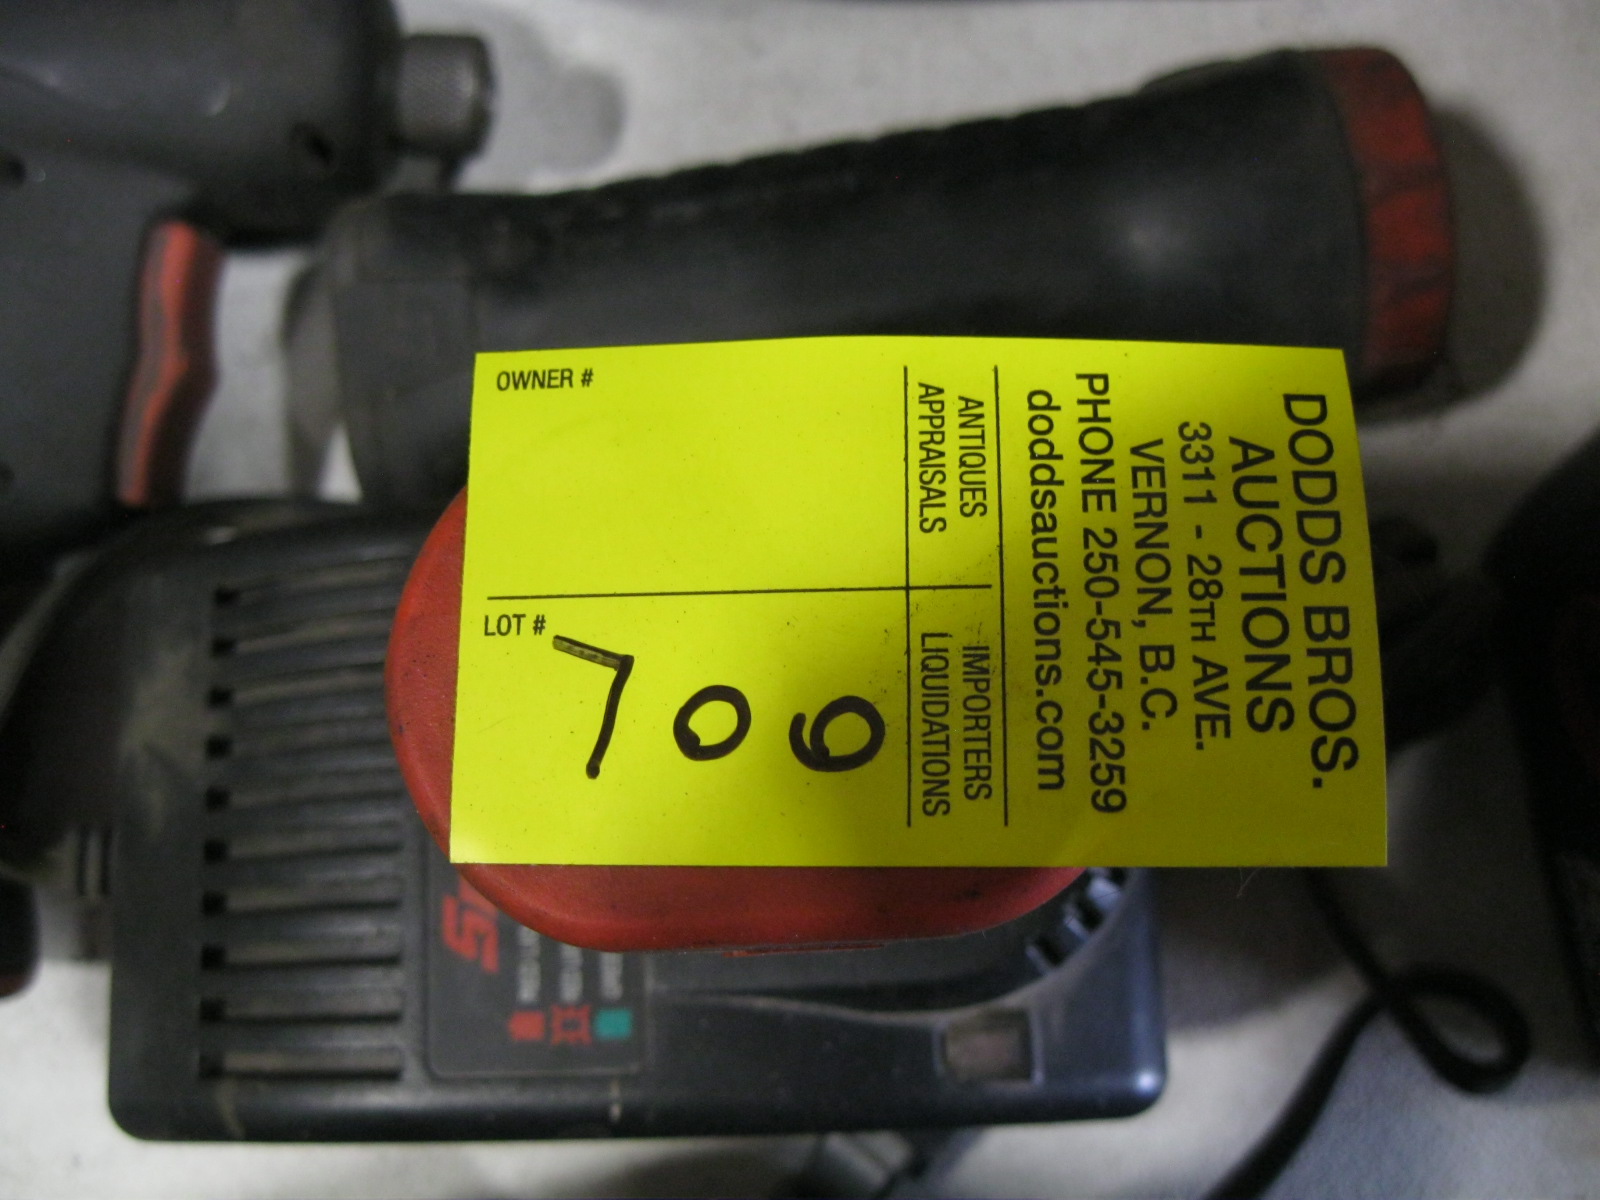 DODDS BROS.
AUCTIONS
3311 - 28TH AVE.
VERNON, B.C.
PHONE 250-545-3259
doddsauctions.com
ANTIQUES IMPORTERS
APPRAISALS LIQUIDATIONS
OWNER #
LOT # 709